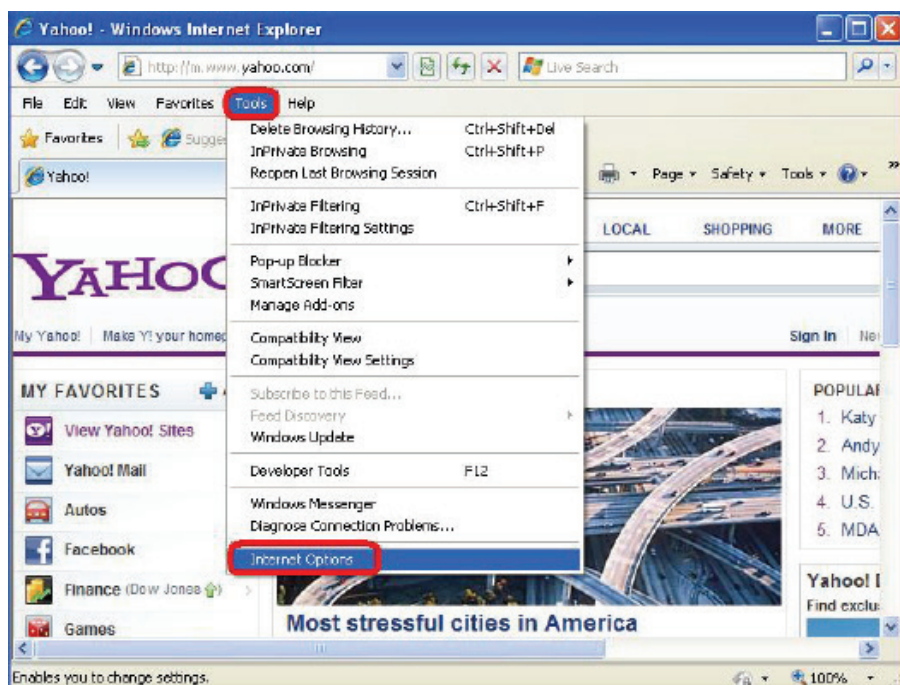 Yahoo! - Windows Internet Explorer
http://m.www.yahoo.com/
Live Search
File Edit View Favorites Tools Help
Favorites
Yahoo!
Page Safety Tools
Delete Browsing History... Ctrl+Shift+Del
InPrivate Browsing Ctrl+Shift+P
Reopen Last Browsing Session
InPrivate Filtering Ctrl+Shift+F
InPrivate Filtering Settings
Pop-up Blocker
SmartScreen Filter
Manage Add-ons
Compatibility View
Compatibility View Settings
Subscribe to this Feed...
Feed Discovery
Windows Update
Developer Tools F12
Windows Messenger
Diagnose Connection Problems...
Internet Options
LOCAL SHOPPING MORE
YAHOO
My Yahoo! Make Y! your
Sign In
MY FAVORITES
View Yahoo! Sites
Yahoo! Mail
Autos
Facebook
Finance (Dow Jones)
Games
Most stressful cities in America
1. Katy
2. Andy
3.
4. U.S.
5. MDA
Yahoo!
Find
Enables you to change settings.
100%